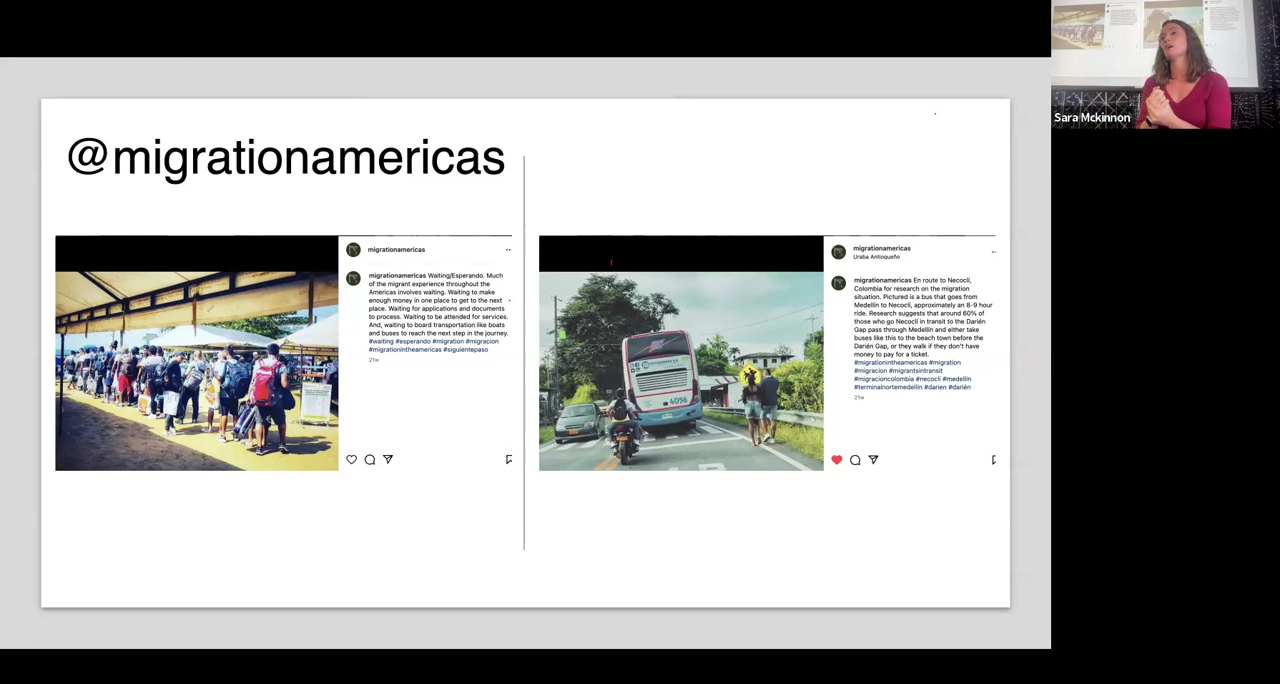 @migrationamericas
migrationamericas
migrationamericas Waiting/Esperando. Much
of the migrant experience throughout the
Americas involves waiting. Waiting to make
enough money in one place to get to the next
place. Waiting for applications and documents
to process. Waiting to be attended for services.
And, waiting to board transportation like boats
and buses to reach the next step in the journey.
#waiting #esperando #migration #migracion
#migrationintheamericas #siguientepaso
21w
migrationamericas
Uraba Antioqueño
migrationamericas En route to Necoclí,
Colombia for research on the migration
situation. Pictured is a bus that goes from
Medellín to Necoclí, approximately an 8-9 hour
ride. Research suggests that around 60% of
those who go Necoclí in transit to the Darién
Gap pass through Medellín and either take
buses like this to the beach town before the
Darién Gap, or they walk if they don't have
money to pay for a ticket.
#migrationintheamericas #migration
#migracion #migrantsintransit
#migracioncolombia #necoclí #medellín
#terminalnortemedellin #darien #darién
21w
4096
Sara Mckinnon